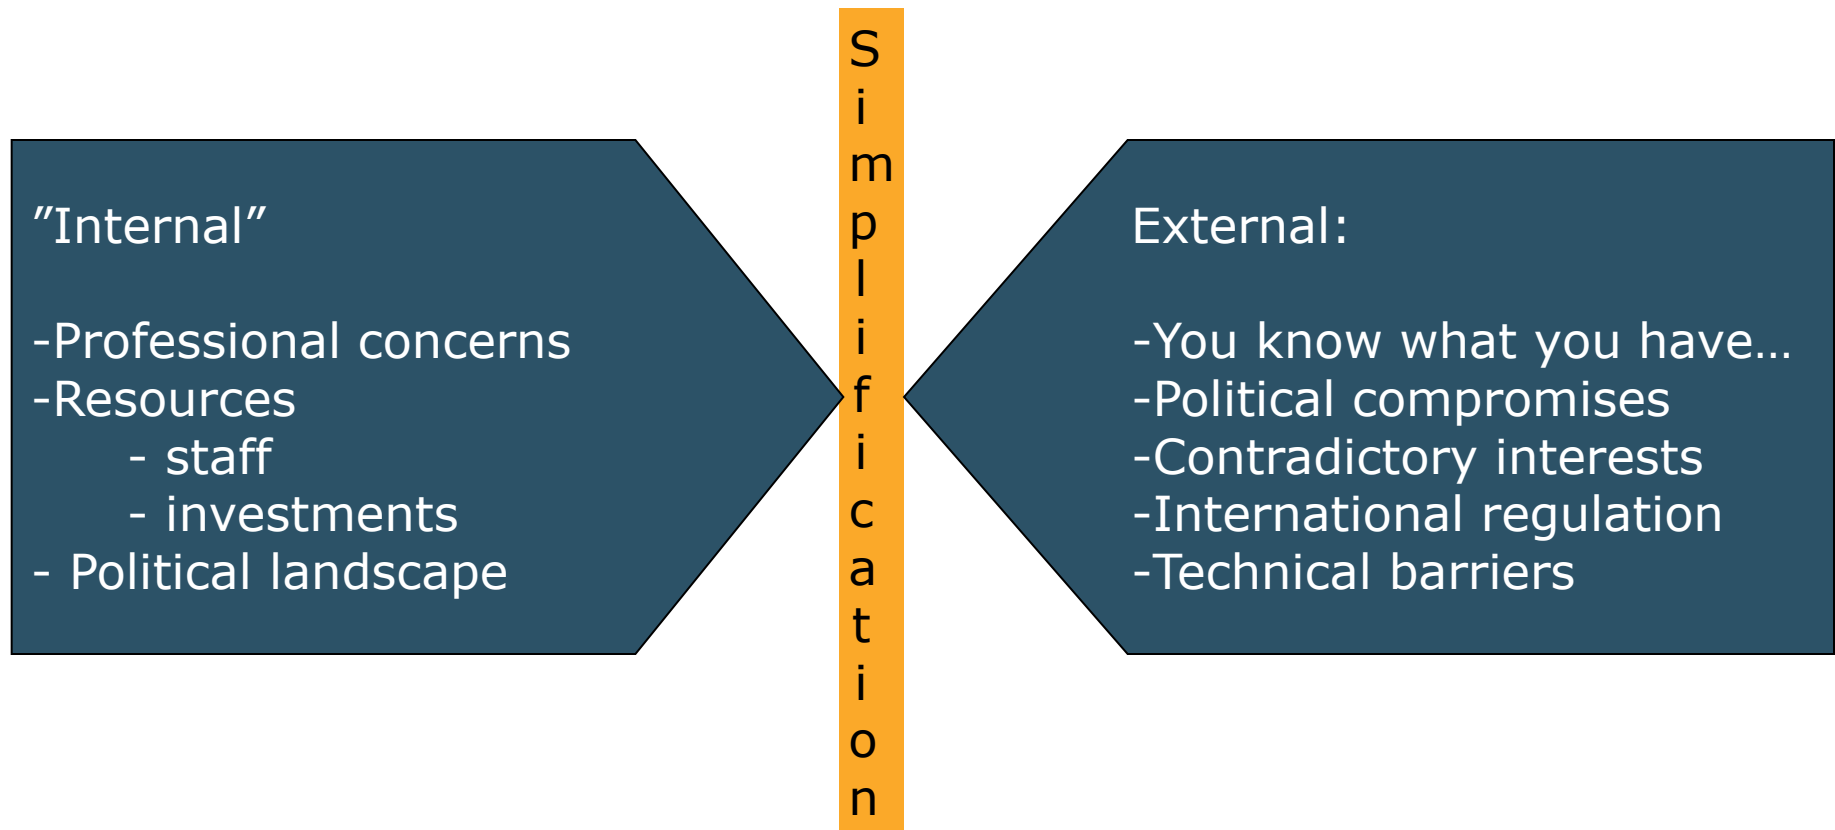 ”Internal”
-Professional concerns
-Resources
- staff
- investments
- Political landscape
Simplification
External:
-You know what you have…
-Political compromises
-Contradictory interests
-International regulation
-Technical barriers